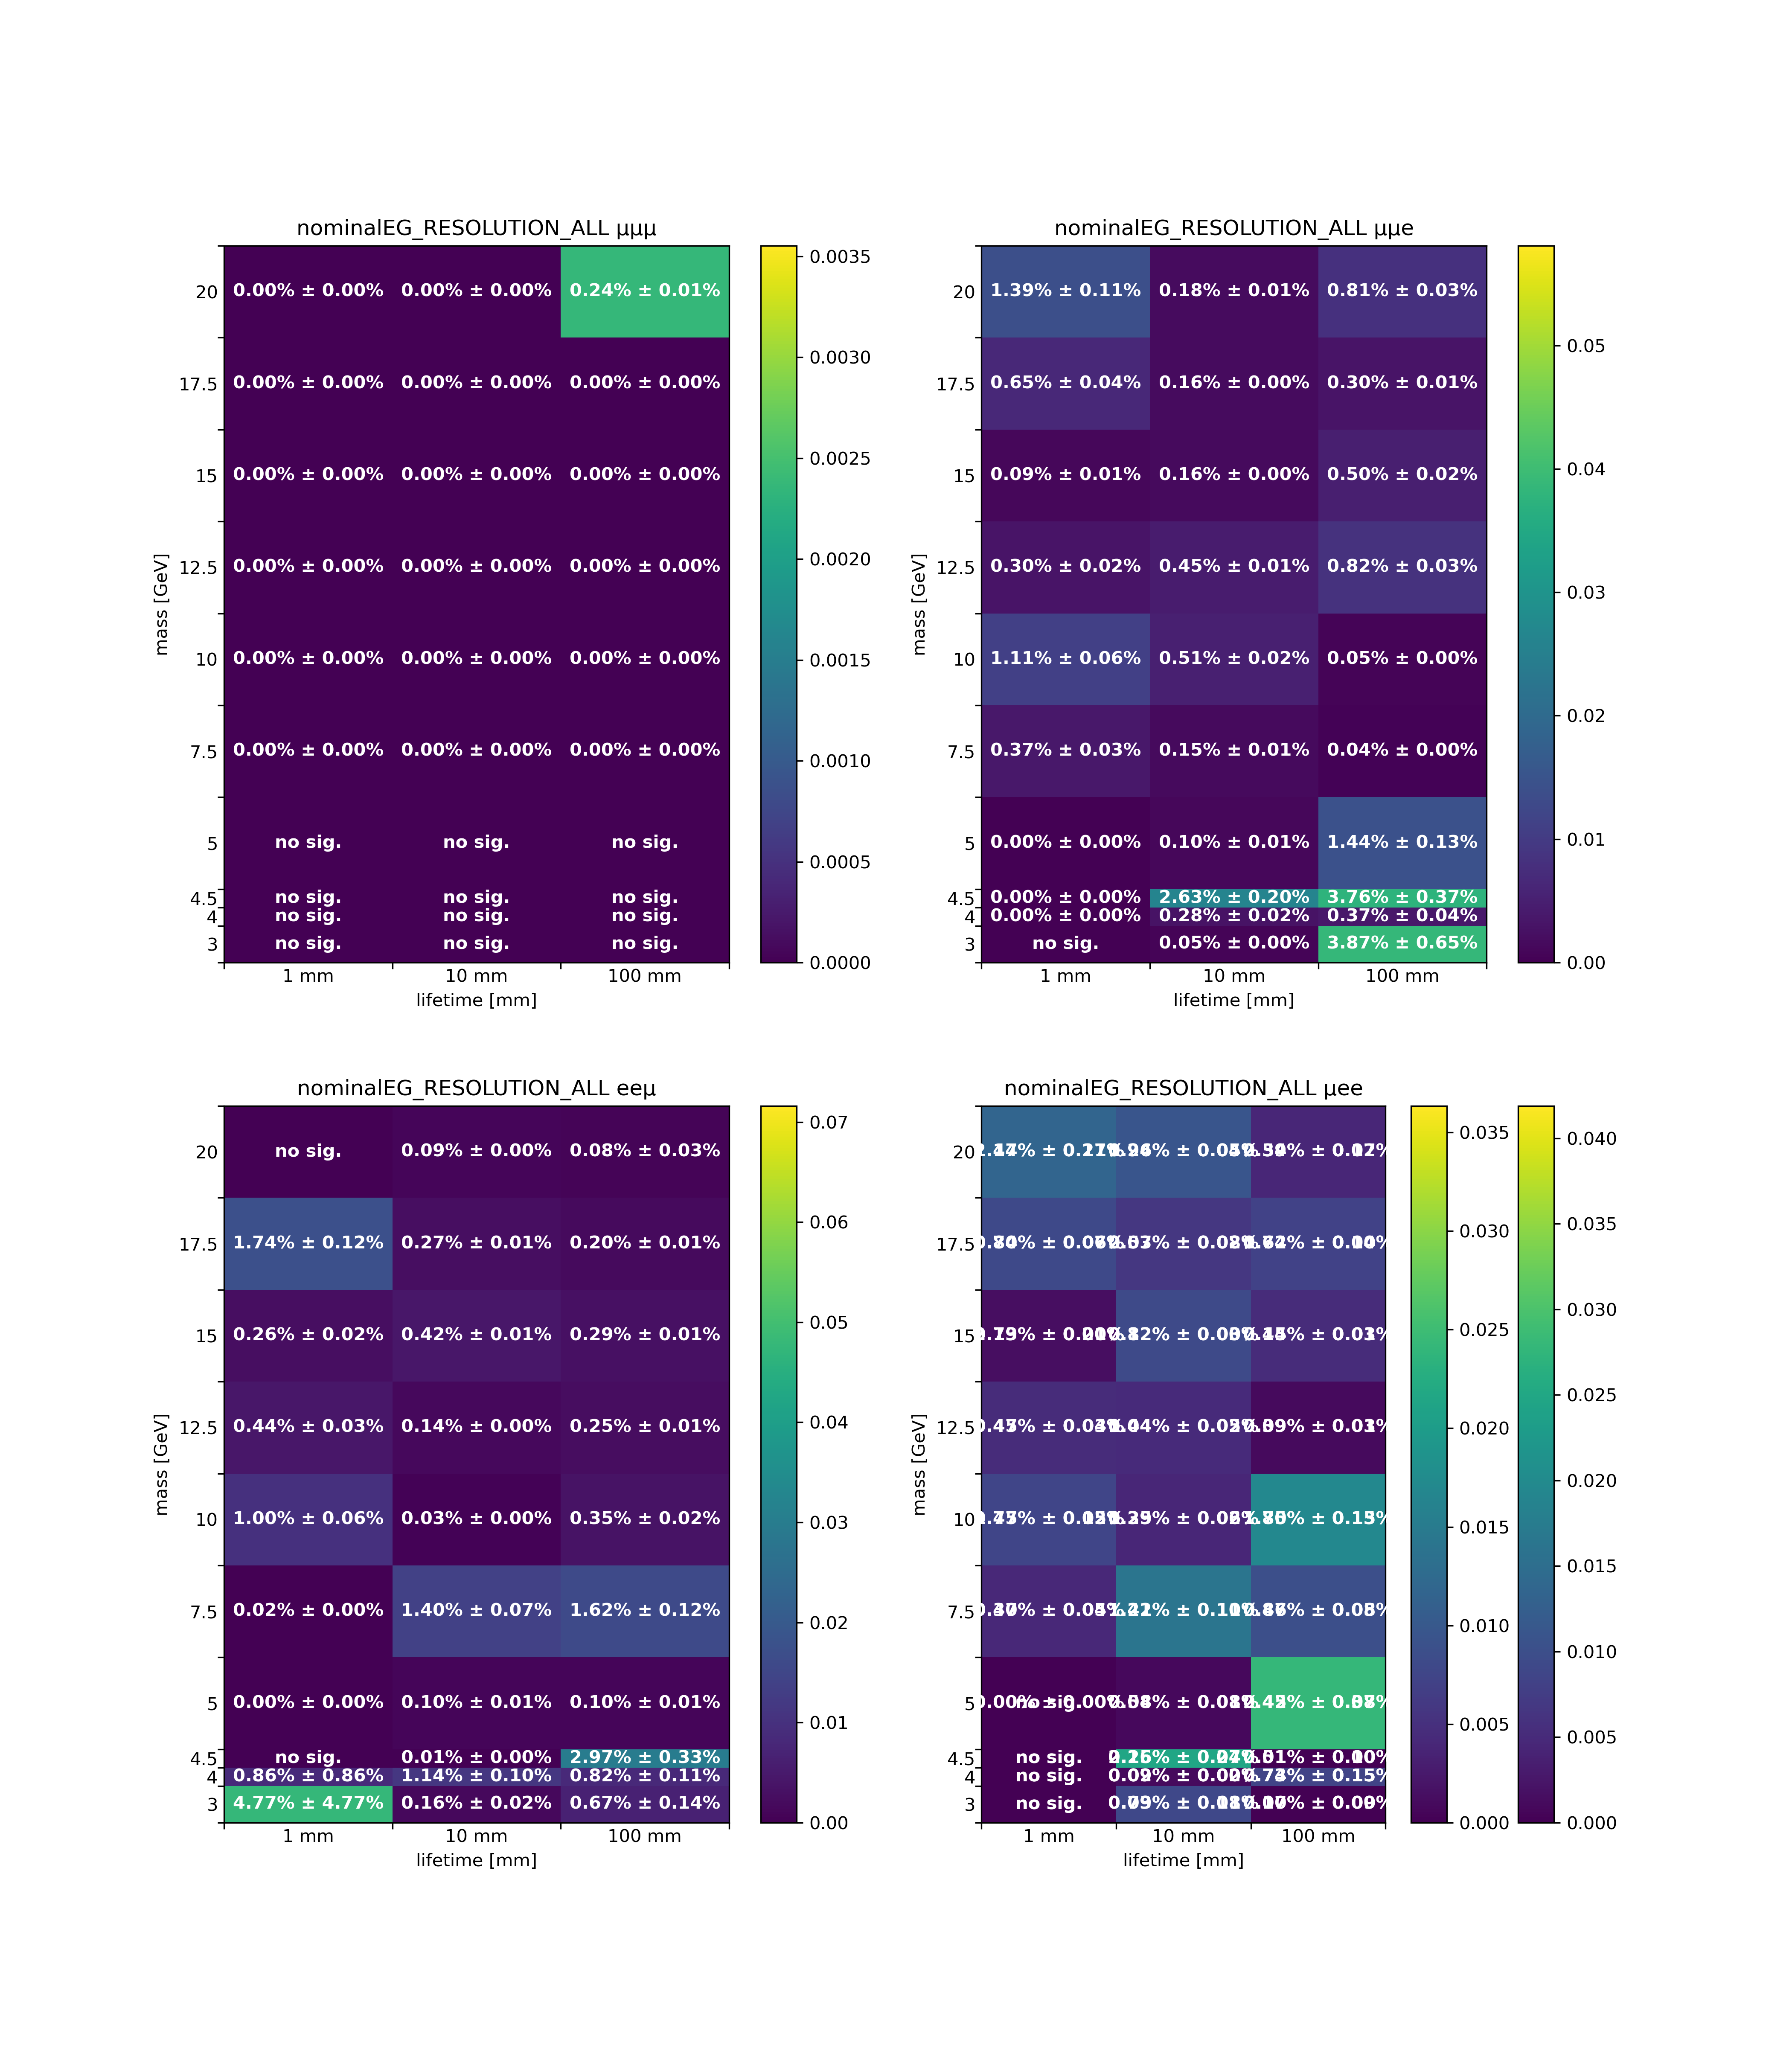 nominalEG_RESOLUTION_ALL μμμ
20 0.00% ± 0.00% 0.00% ± 0.00% 0.24% ± 0.01%
17.5 0.00% ± 0.00% 0.00% ± 0.00% 0.00% ± 0.00%
15 0.00% ± 0.00% 0.00% ± 0.00% 0.00% ± 0.00%
12.5 0.00% ± 0.00% 0.00% ± 0.00% 0.00% ± 0.00%
10 0.00% ± 0.00% 0.00% ± 0.00% 0.00% ± 0.00%
7.5 0.00% ± 0.00% 0.00% ± 0.00% 0.00% ± 0.00%
5 no sig. no sig. no sig.
4.5 no sig. no sig. no sig.
4 no sig. no sig. no sig.
3 no sig. no sig. no sig.
1 mm 10 mm 100 mm
lifetime [mm]
mass [GeV]
0.0035
0.0030
0.0025
0.0020
0.0015
0.0010
0.0005
0.0000
nominalEG_RESOLUTION_ALL μμe
20 1.39% ± 0.11% 0.18% ± 0.01% 0.81% ± 0.03%
17.5 0.65% ± 0.04% 0.16% ± 0.00% 0.30% ± 0.01%
15 0.09% ± 0.01% 0.16% ± 0.00% 0.50% ± 0.02%
12.5 0.30% ± 0.02% 0.45% ± 0.01% 0.82% ± 0.03%
10 1.11% ± 0.06% 0.51% ± 0.02% 0.05% ± 0.00%
7.5 0.37% ± 0.03% 0.15% ± 0.01% 0.04% ± 0.00%
5 0.00% ± 0.00% 0.10% ± 0.01% 1.44% ± 0.13%
4.5 0.00% ± 0.00% 2.63% ± 0.20% 3.76% ± 0.37%
4 0.00% ± 0.00% 0.28% ± 0.02% 0.37% ± 0.04%
3 no sig. 0.05% ± 0.00% 3.87% ± 0.65%
1 mm 10 mm 100 mm
lifetime [mm]
mass [GeV]
0.05
0.04
0.03
0.02
0.01
0.00
nominalEG_RESOLUTION_ALL eeμ
20 no sig. 0.09% ± 0.00% 0.08% ± 0.03%
17.5 1.74% ± 0.12% 0.27% ± 0.01% 0.20% ± 0.01%
15 0.26% ± 0.02% 0.42% ± 0.01% 0.29% ± 0.01%
12.5 0.44% ± 0.03% 0.14% ± 0.00% 0.25% ± 0.01%
10 1.00% ± 0.06% 0.03% ± 0.00% 0.35% ± 0.02%
7.5 0.02% ± 0.00% 1.40% ± 0.07% 1.62% ± 0.12%
5 0.00% ± 0.00% 0.10% ± 0.01% 0.10% ± 0.01%
4.5 no sig. 0.01% ± 0.00% 2.97% ± 0.33%
4 0.86% ± 0.86% 1.14% ± 0.10% 0.82% ± 0.11%
3 4.77% ± 4.77% 0.16% ± 0.02% 0.67% ± 0.14%
1 mm 10 mm 100 mm
lifetime [mm]
mass [GeV]
0.07
0.06
0.05
0.04
0.03
0.02
0.01
0.00
nominalEG_RESOLUTION_ALL μee
20
17.5
15
12.5
10
7.5
5
4.5 no sig.
4 no sig.
3 no sig.
1 mm 10 mm 100 mm
lifetime [mm]
mass [GeV]
0.035
0.030
0.025
0.020
0.015
0.010
0.005
0.000
0.040
0.035
0.030
0.025
0.020
0.015
0.010
0.005
0.000